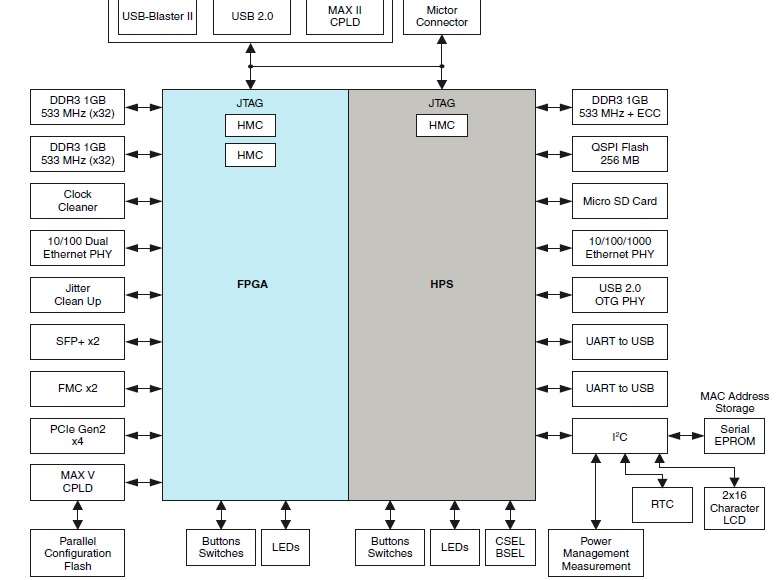 USB-Blaster II
USB 2.0
MAX II
CPLD
Mictor
Connector
DDR3 1GB
533 MHz (x32)
JTAG
HMC
JTAG
HMC
DDR3 1GB
533 MHz + ECC
DDR3 1GB
533 MHz (x32)
HMC
QSPI Flash
256 MB
Clock
Cleaner
Micro SD Card
10/100 Dual
Ethernet PHY
10/100/1000
Ethernet PHY
Jitter
Clean Up
FPGA
HPS
USB 2.0
OTG PHY
SFP+ x2
UART to USB
FMC x2
UART to USB
MAC Address
Storage
PCIe Gen2
x4
I²C
Serial
EPROM
MAX V
CPLD
RTC
2x16
Character
LCD
Parallel
Configuration
Flash
Buttons
Switches
LEDs
Buttons
Switches
LEDs
CSEL
BSEL
Power
Management
Measurement